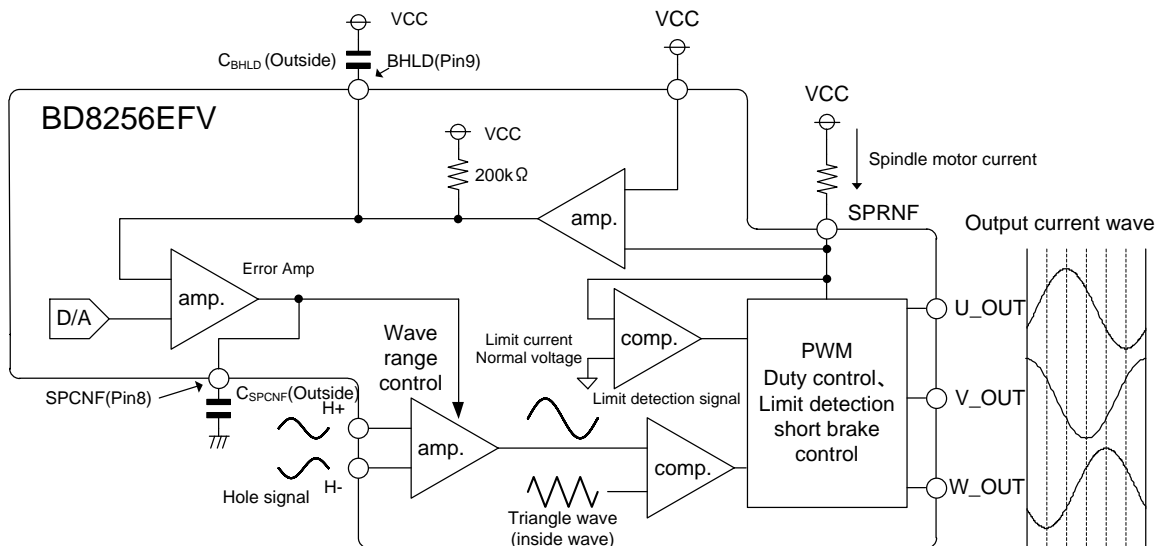 VCC
VCC
C_BHLD (Outside)
BHLD(Pin9)
BD8256EFV
VCC
VCC
Spindle motor current
200kΩ
amp.
SPRNF
Output current wave
Error Amp
amp.
D/A
U_OUT
Wave
range
control
Limit current
Normal voltage
comp.
PWM
Duty control、
Limit detection
short brake
control
SPCNF(Pin8)
C_SPCNF(Outside)
Limit detection signal
V_OUT
H+
amp.
comp.
H-
Hole signal
W_OUT
Triangle wave
(inside wave)